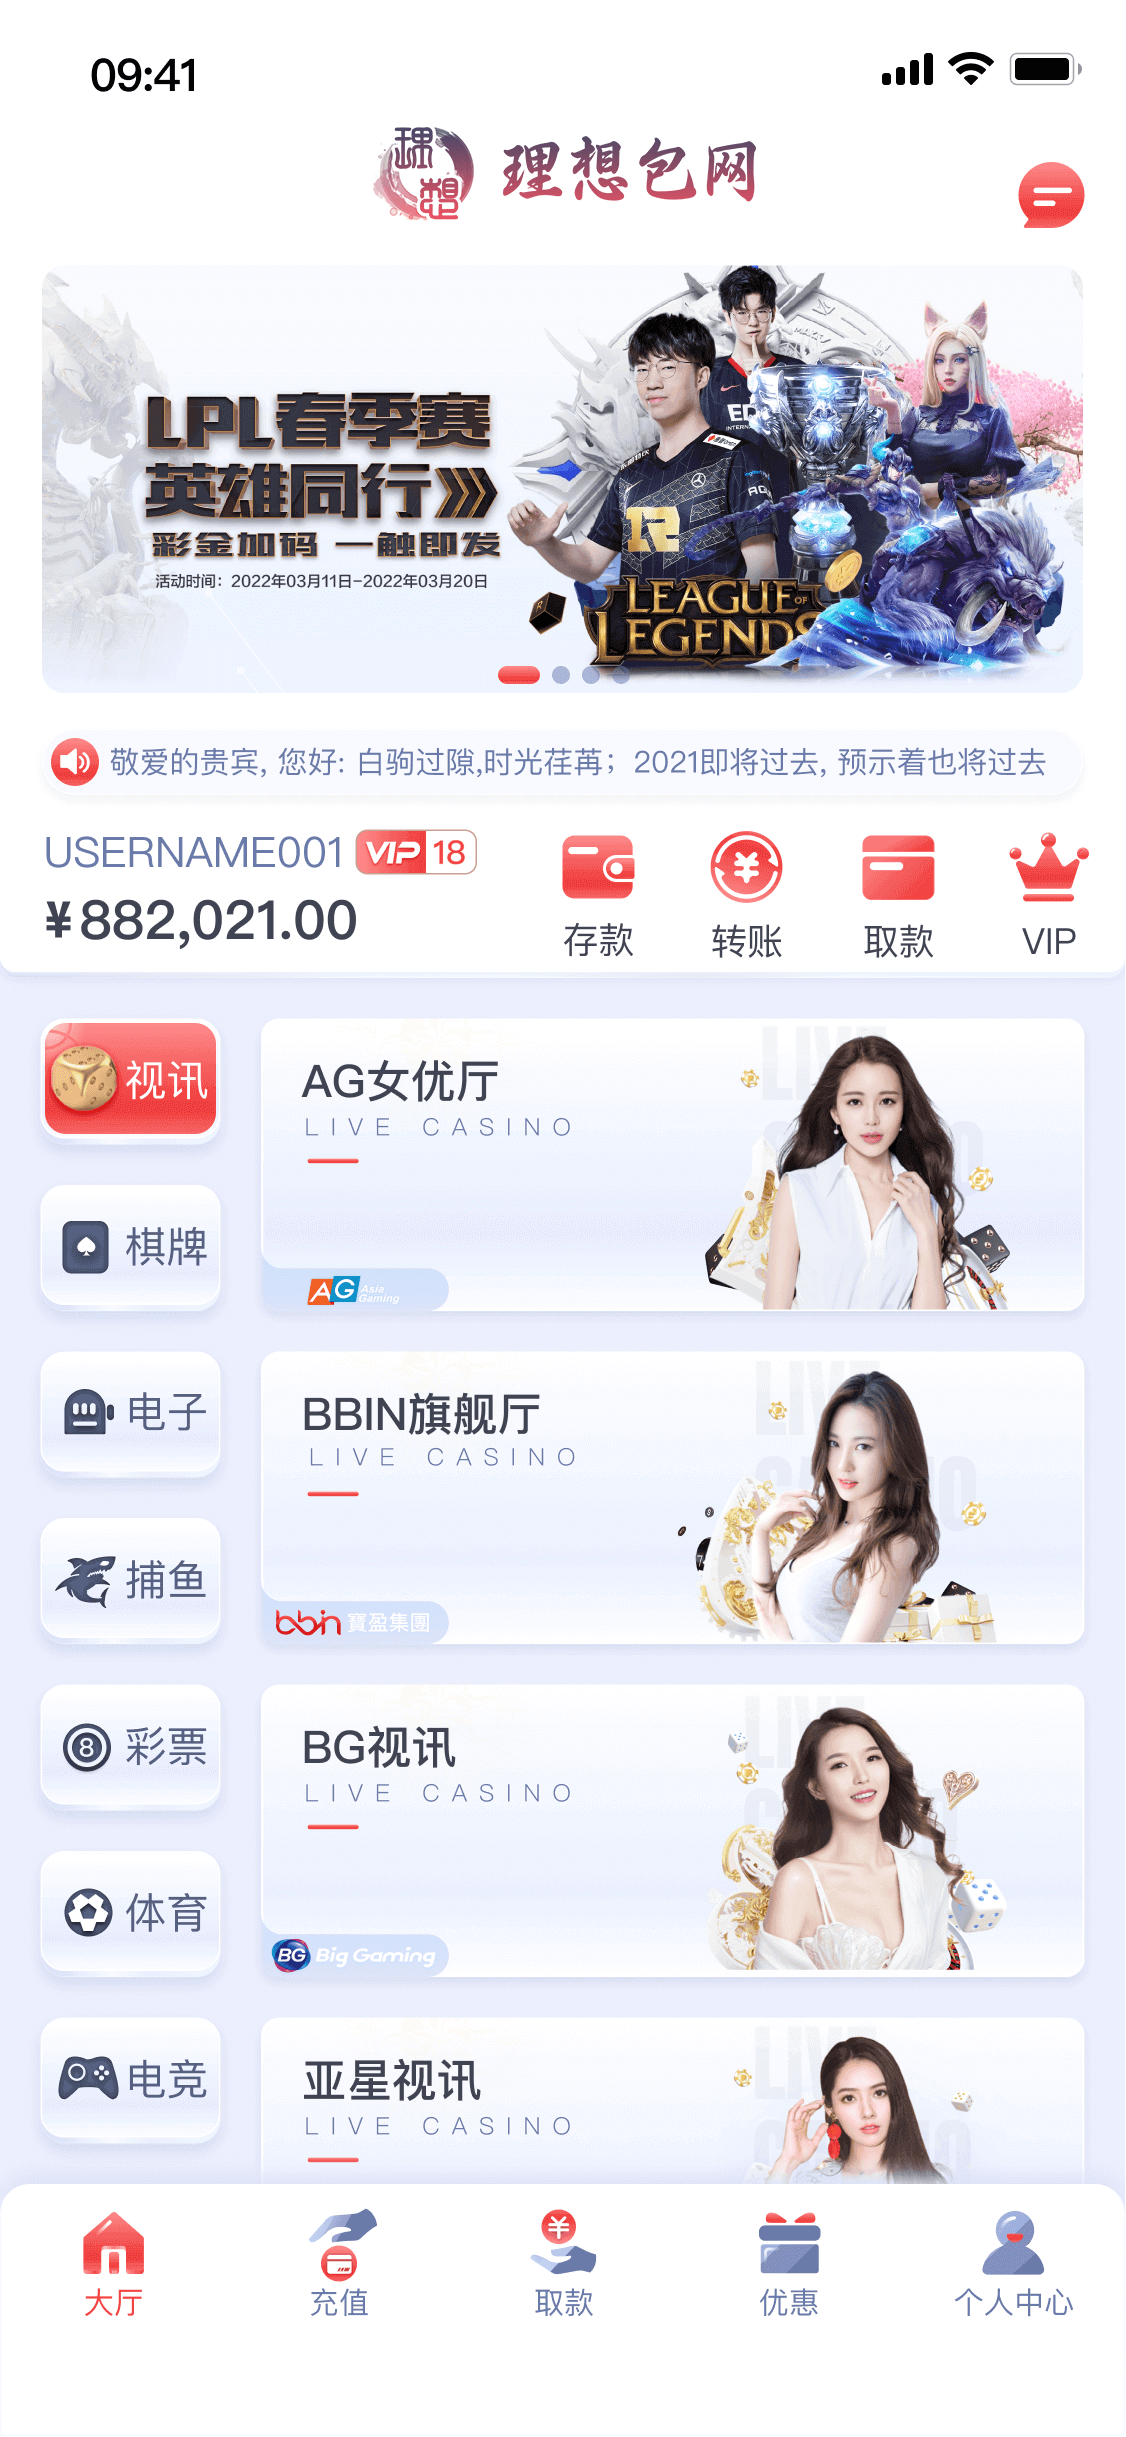 09:41
理想
理想包网
LPL春季赛
英雄同行
彩金加码 一触即发
活动时间：2022年03月11日-2022年03月20日
LEAGUE OF
LEGENDS
敬爱的贵宾, 您好: 白驹过隙,时光荏苒；2021即将过去, 预示着也将过去
USERNAME001
VIP 18
¥882,021.00
存款
转账
取款
VIP
视讯
棋牌
电子
捕鱼
8 彩票
体育
电竞
AG女优厅
LIVE CASINO
AG Asia Gaming
BBIN旗舰厅
LIVE CASINO
bbin 寶盈集團
BG视讯
LIVE CASINO
BG Big Gaming
亚星视讯
LIVE CASINO
大厅
充值
取款
优惠
个人中心